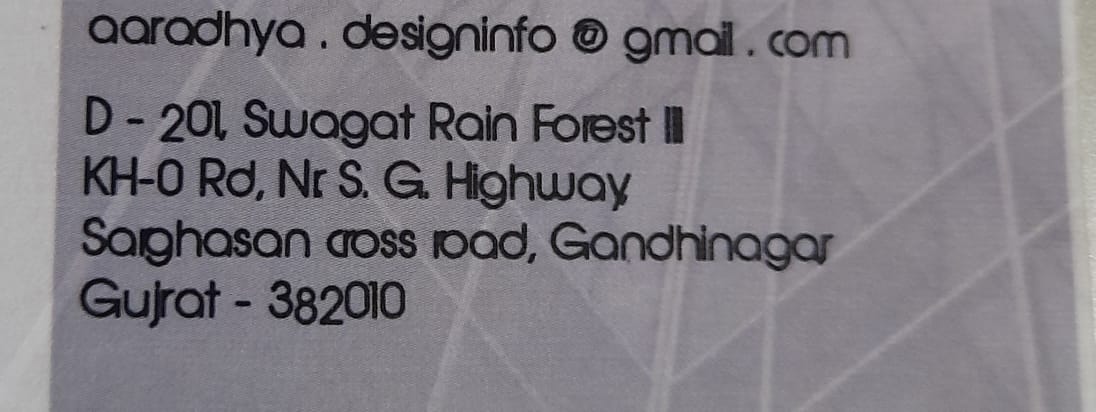 aaradhya . designinfo @ gmail . com
D - 201, Swagat Rain Forest III
KH-0 Rd, Nr S. G. Highway,
Sarghasan cross road, Gandhinagar
Gujrat - 382010